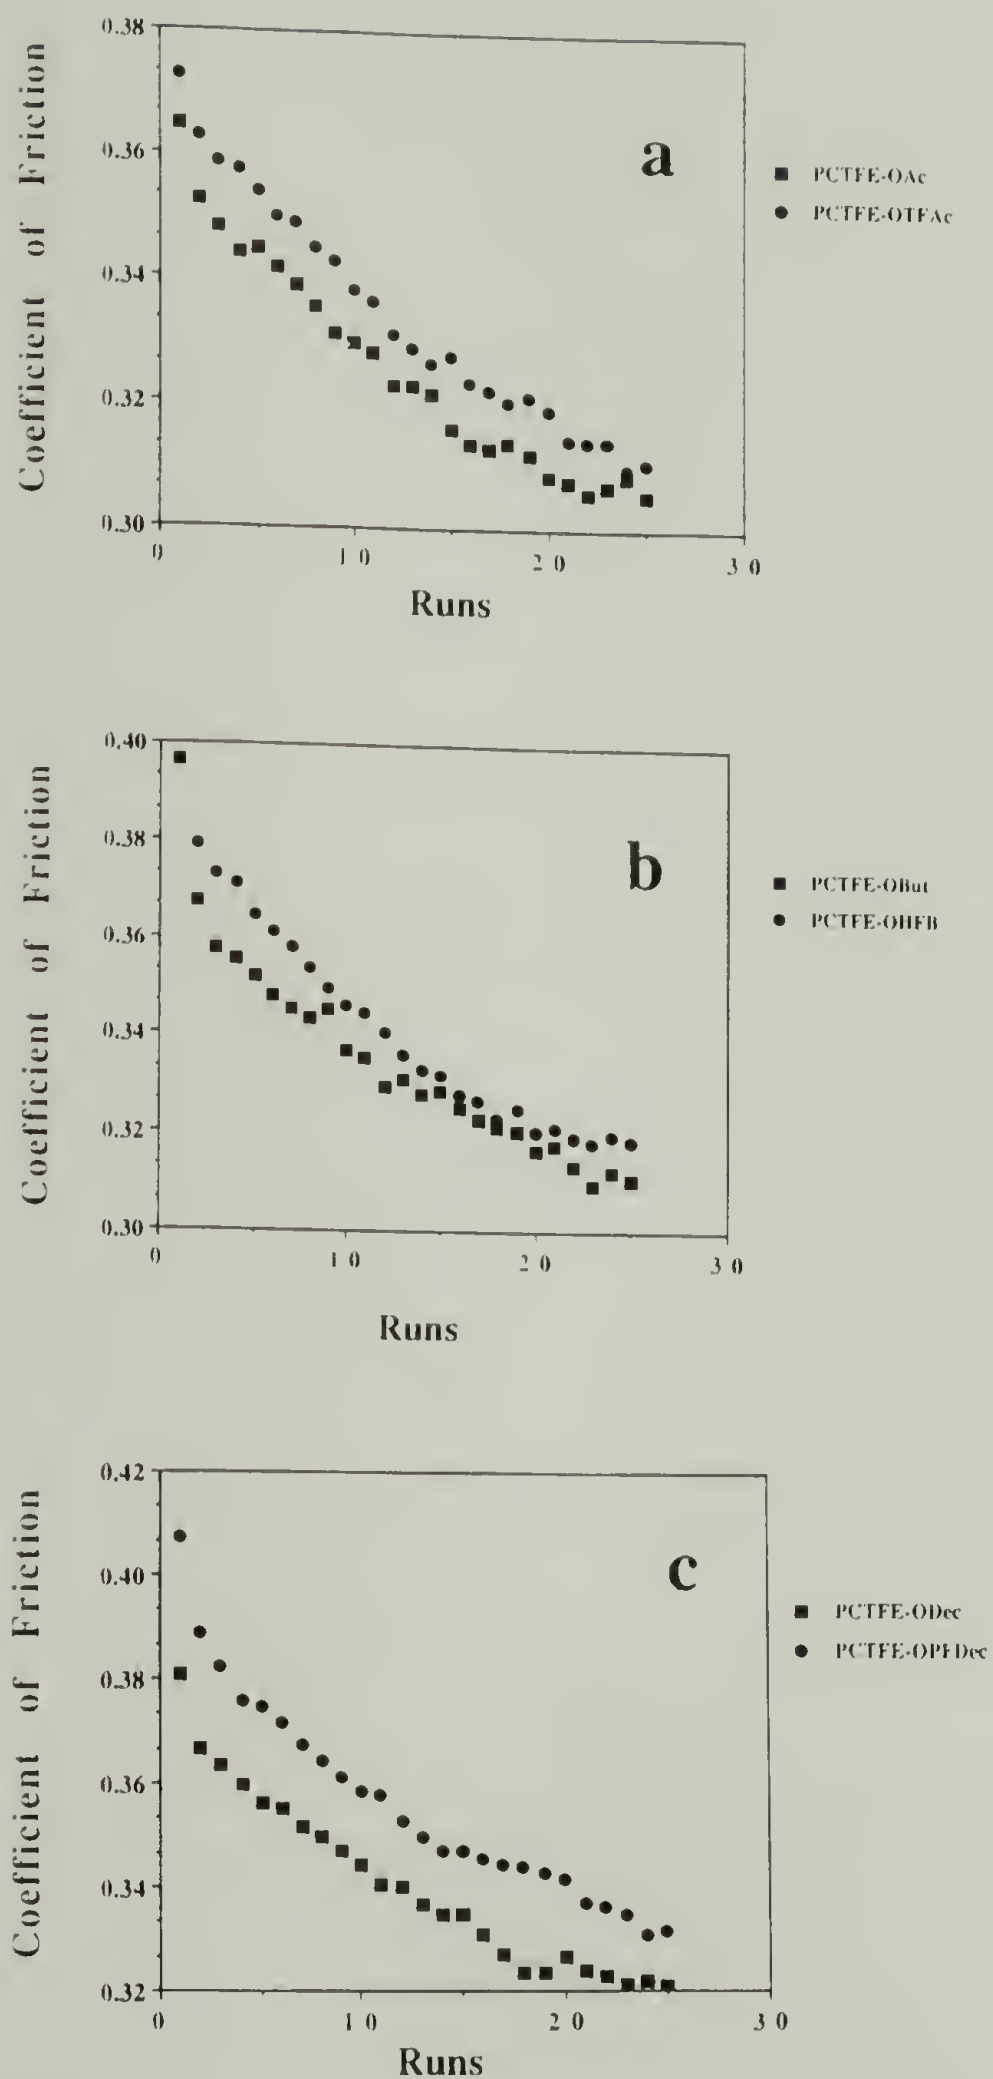 Coefficient of Friction
0.38
0.36
0.34
0.32
0.30
0 10 20 30
Runs
a
PCTFE-OAc
PCTFE-OTFAc
Coefficient of Friction
0.40
0.38
0.36
0.34
0.32
0.30
0 10 20 30
Runs
b
PCTFE-OBut
PCTFE-OHFB
Coefficient of Friction
0.42
0.40
0.38
0.36
0.34
0.32
0 10 20 30
Runs
c
PCTFE-ODec
PCTFE-OPFDec